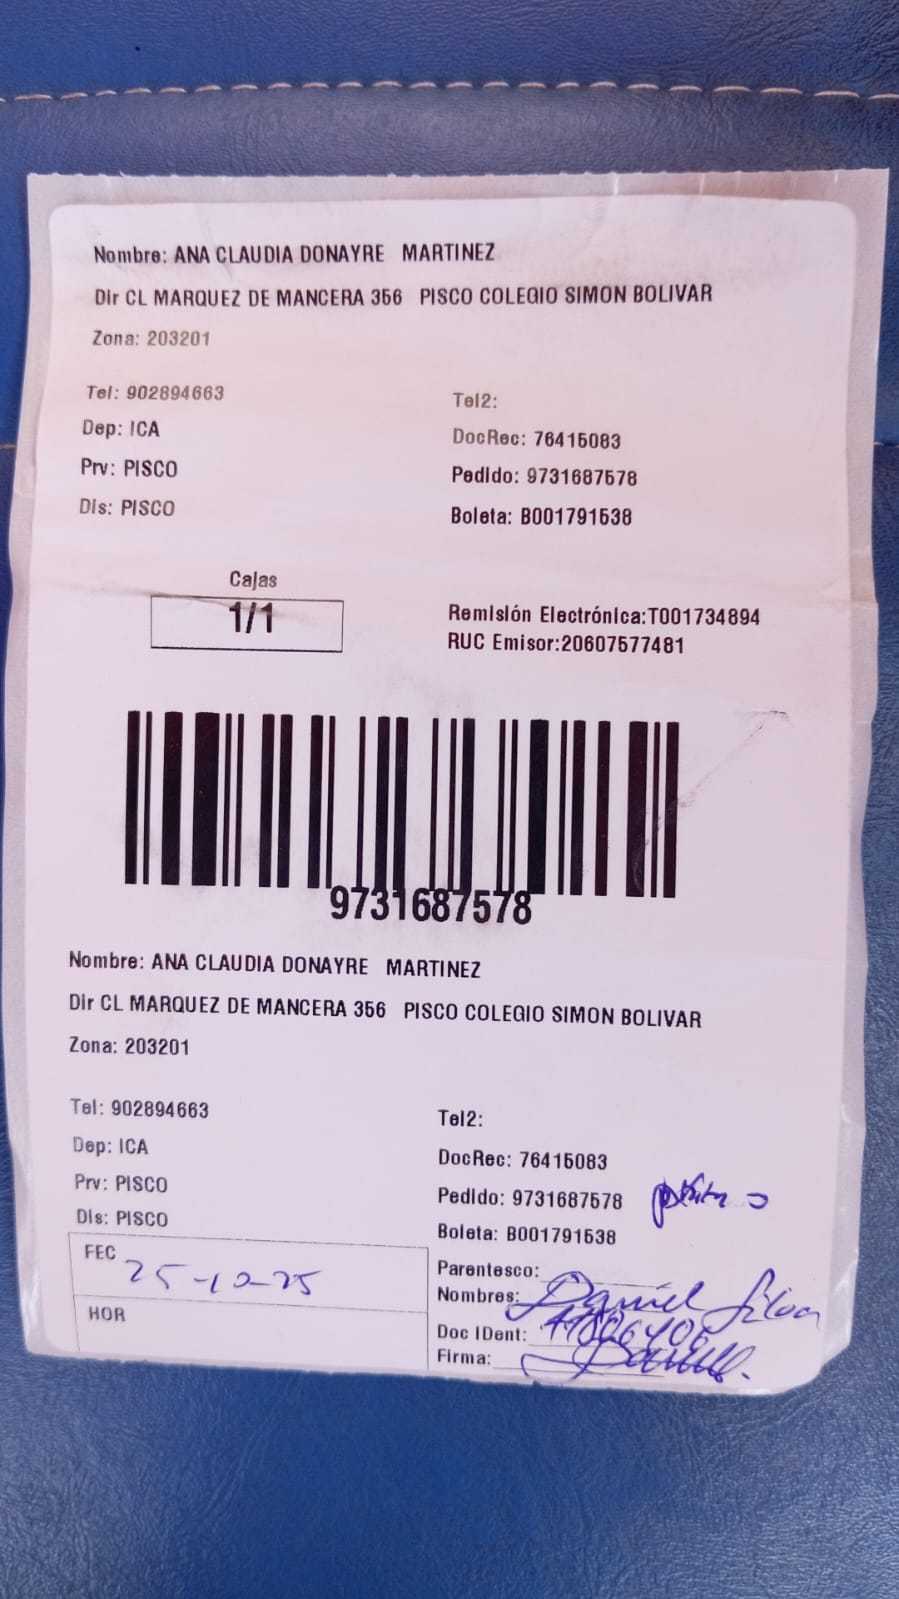 Nombre: ANA CLAUDIA DONAYRE MARTINEZ
Dir CL MARQUEZ DE MANCERA 356 PISCO COLEGIO SIMON BOLIVAR
Zona: 203201
Tel: 902894663 Tel2:
Dep: ICA DocRec: 76415083
Prv: PISCO Pedido: 9731687578
Dis: PISCO Boleta: B001791538
Cajas
1/1
Remisión Electrónica:T001734894
RUC Emisor:20607577481
9731687578
Nombre: ANA CLAUDIA DONAYRE MARTINEZ
Dir CL MARQUEZ DE MANCERA 356 PISCO COLEGIO SIMON BOLIVAR
Zona: 203201
Tel: 902894663 Tel2:
Dep: ICA DocRec: 76415083
Prv: PISCO Pedido: 9731687578
Dis: PISCO Boleta: B001791538
FEC 25-10-25
HOR
Parentesco:
Nombres: Daniel Silva
Doc IDent:
Firma: